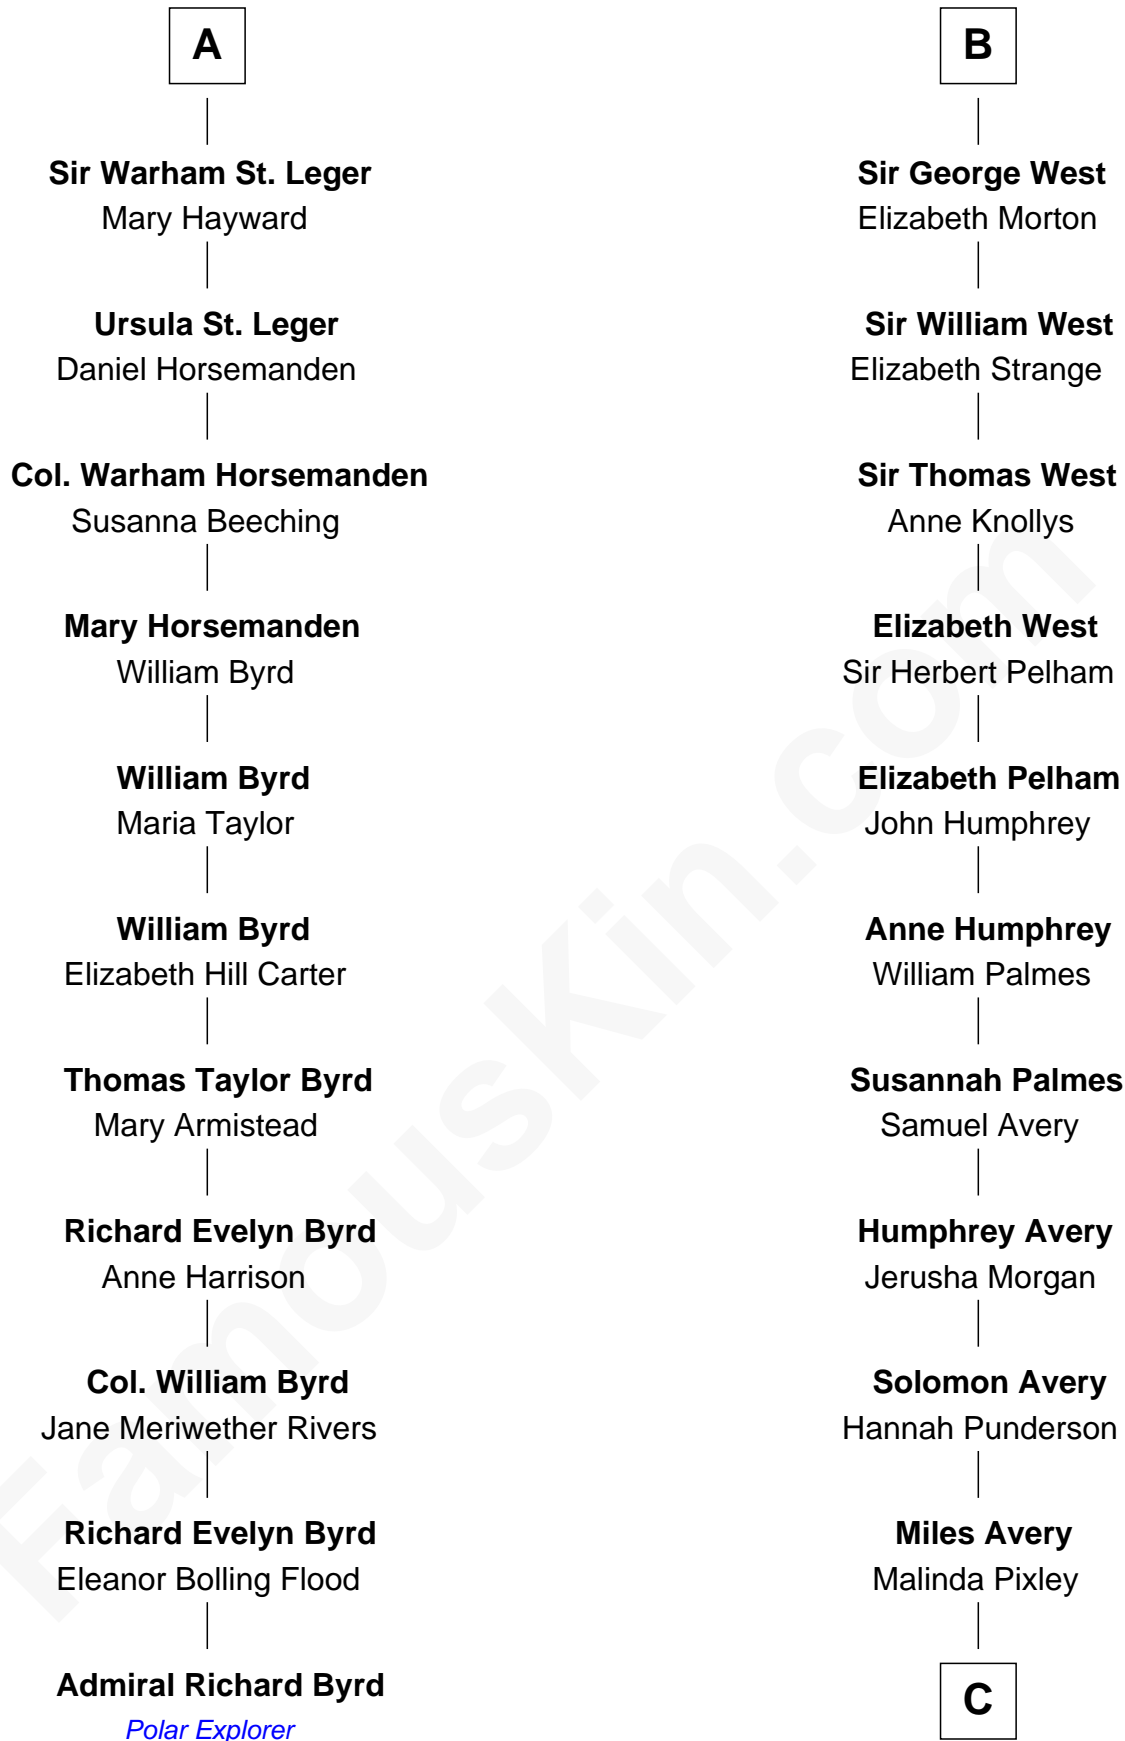 A
Sir Warham St. Leger
Mary Hayward
Ursula St. Leger
Daniel Horsemanden
Col. Warham Horsemanden
Susanna Beeching
Mary Horsemanden
William Byrd
William Byrd
Maria Taylor
William Byrd
Elizabeth Hill Carter
Thomas Taylor Byrd
Mary Armistead
Richard Evelyn Byrd
Anne Harrison
Col. William Byrd
Jane Meriwether Rivers
Richard Evelyn Byrd
Eleanor Bolling Flood
Admiral Richard Byrd
Polar Explorer
B
Sir George West
Elizabeth Morton
Sir William West
Elizabeth Strange
Sir Thomas West
Anne Knollys
Elizabeth West
Sir Herbert Pelham
Elizabeth Pelham
John Humphrey
Anne Humphrey
William Palmes
Susannah Palmes
Samuel Avery
Humphrey Avery
Jerusha Morgan
Solomon Avery
Hannah Punderson
Miles Avery
Malinda Pixley
C
FamousKin.com